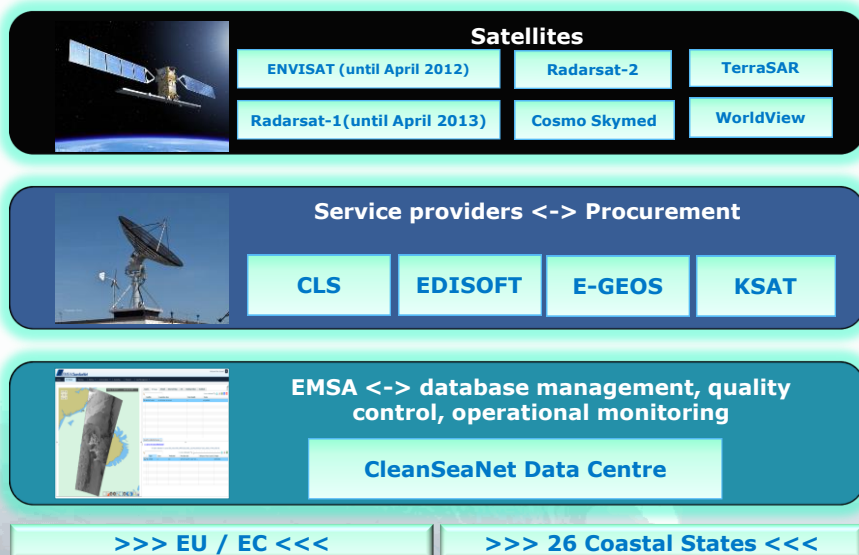 Satellites
ENVISAT (until April 2012)
Radarsat-2
TerraSAR
Radarsat-1(until April 2013)
Cosmo Skymed
WorldView
Service providers <-> Procurement
CLS
EDISOFT
E-GEOS
KSAT
EMSA <-> database management, quality
control, operational monitoring
CleanSeaNet Data Centre
>>> EU / EC <<<
>>> 26 Coastal States <<<